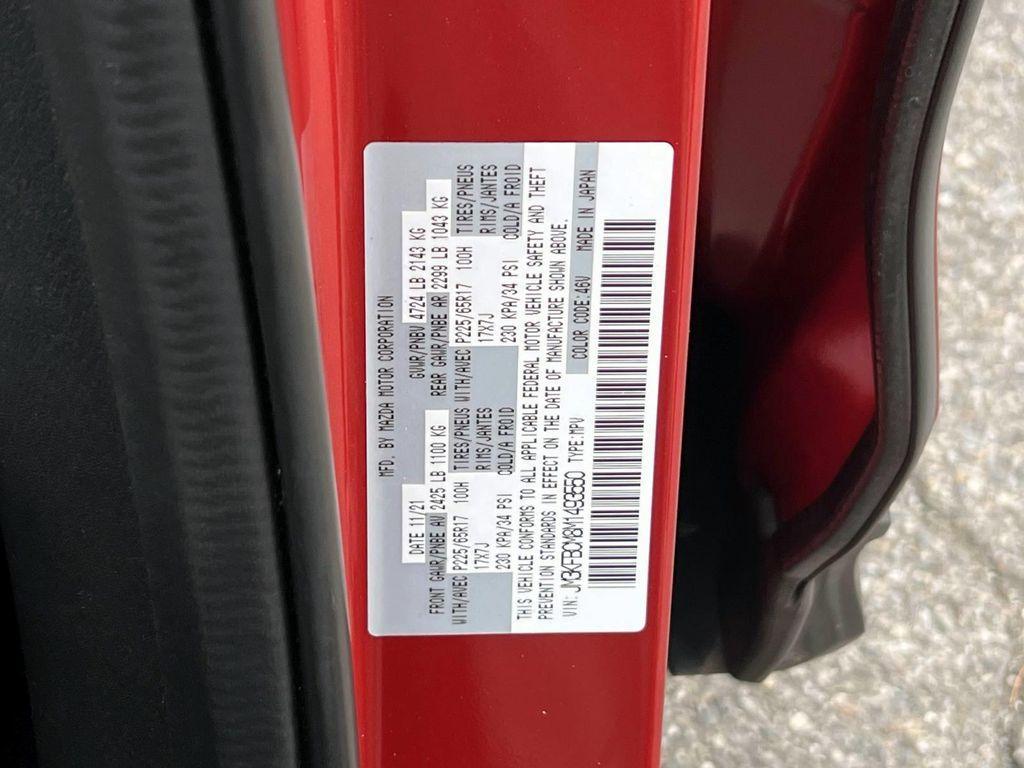 MFD. BY MAZDA MOTOR CORPORATION
DATE 11/21 GVWR/PNBV 4724 LB 2143 KG
FRONT GAWR/PNBE AV 2425 LB 1100 KG REAR GAWR/PNBE AR 2299 LB 1043 KG
WITH/AVEC P225/65R17 100H TIRES/PNEUS WITH/AVEC P225/65R17 100H TIRES/PNEUS
17X7J RIMS/JANTES 17X7J RIMS/JANTES
230 KPA/34 PSI COLD/A FROID 230 KPA/34 PSI COLD/A FROID
THIS VEHICLE CONFORMS TO ALL APPLICABLE FEDERAL MOTOR VEHICLE SAFETY AND THEFT
PREVENTION STANDARDS IN EFFECT ON THE DATE OF MANUFACTURE SHOWN ABOVE.
VIN: JM3KFBCM8M1493550 TYPE:MPV COLOR CODE:46V MADE IN JAPAN